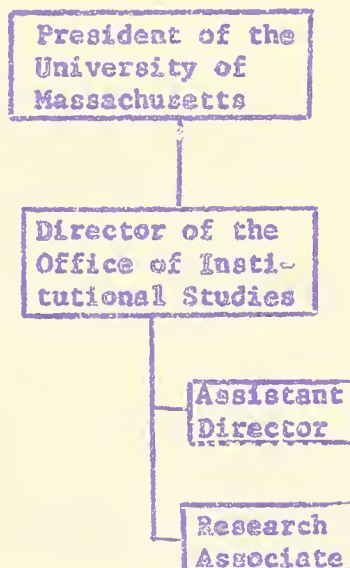 President of the
University of
Massachusetts
Director of the
Office of Insti-
tutional Studies
Assistant
Director
Research
Associate